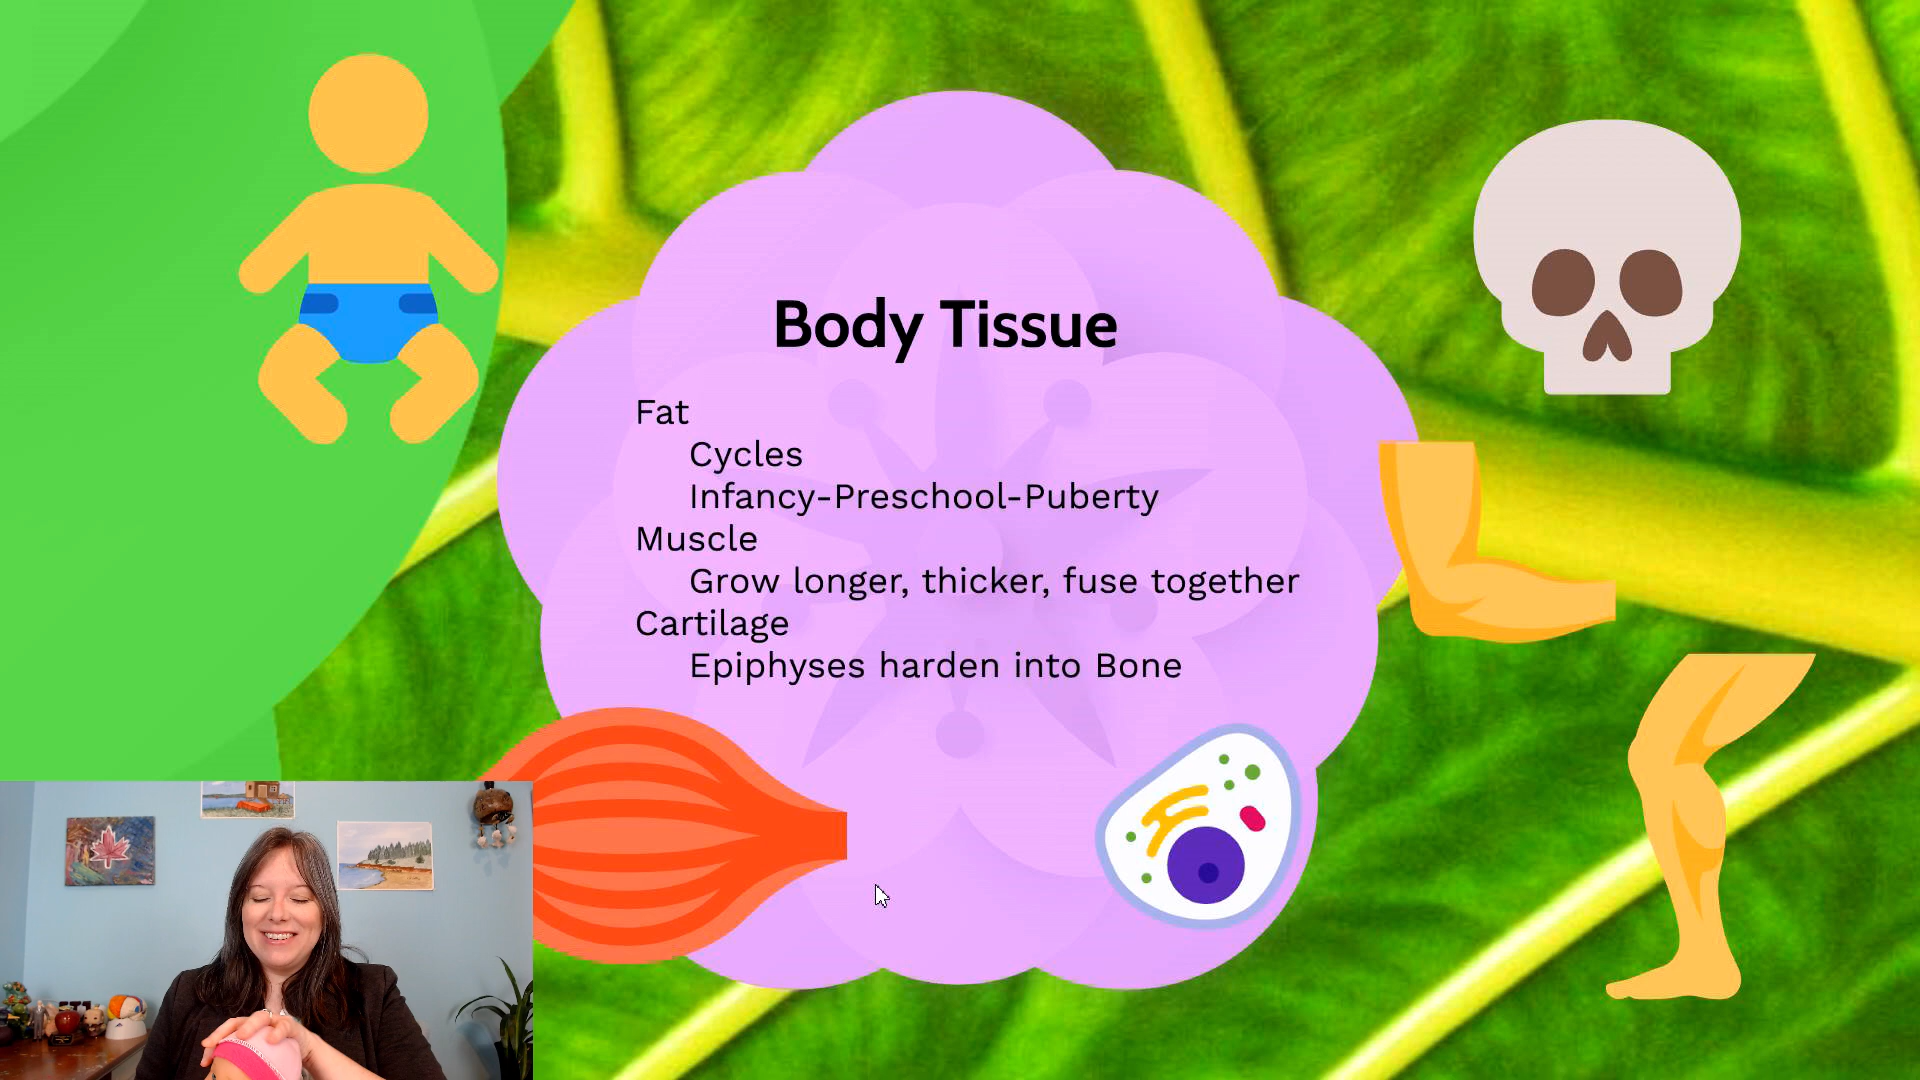 Body Tissue
Fat
Cycles
Infancy-Preschool-Puberty
Muscle
Grow longer, thicker, fuse together
Cartilage
Epiphyses harden into Bone